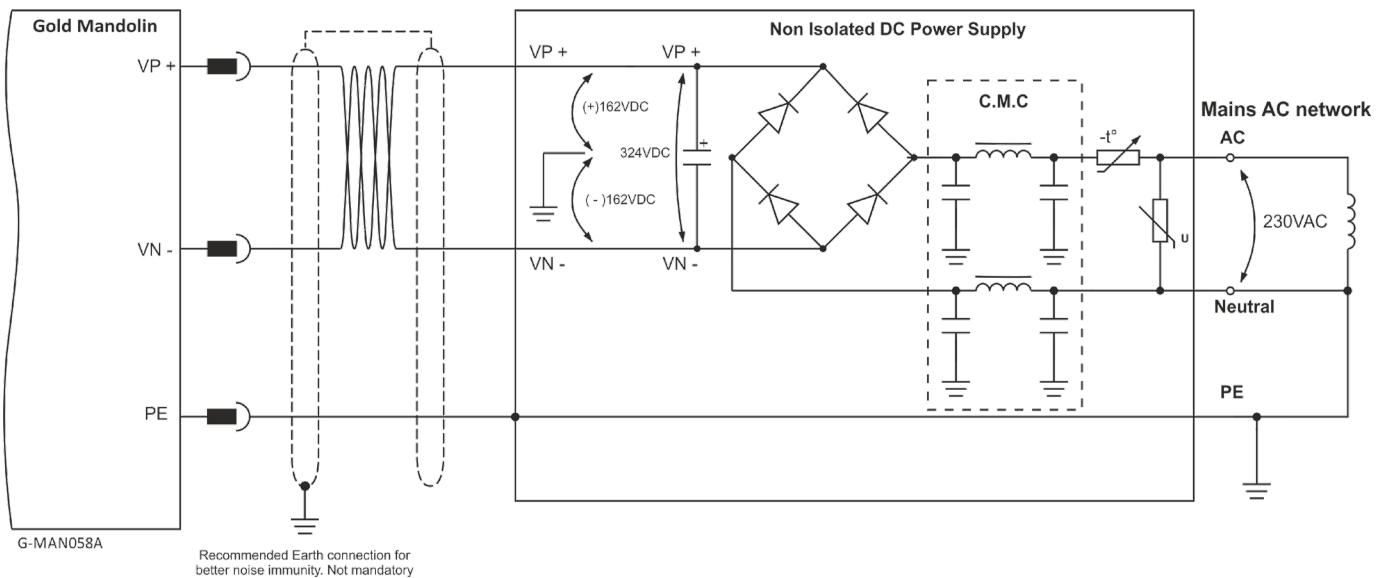 Gold Mandolin
Non Isolated DC Power Supply
VP +
VP +
VP +
(+)162VDC
C.M.C
Mains AC network
-t°
AC
324VDC
+
(-)162VDC
U
230VAC
VN -
VN -
VN -
Neutral
PE
PE
G-MAN058A
Recommended Earth connection for
better noise immunity. Not mandatory